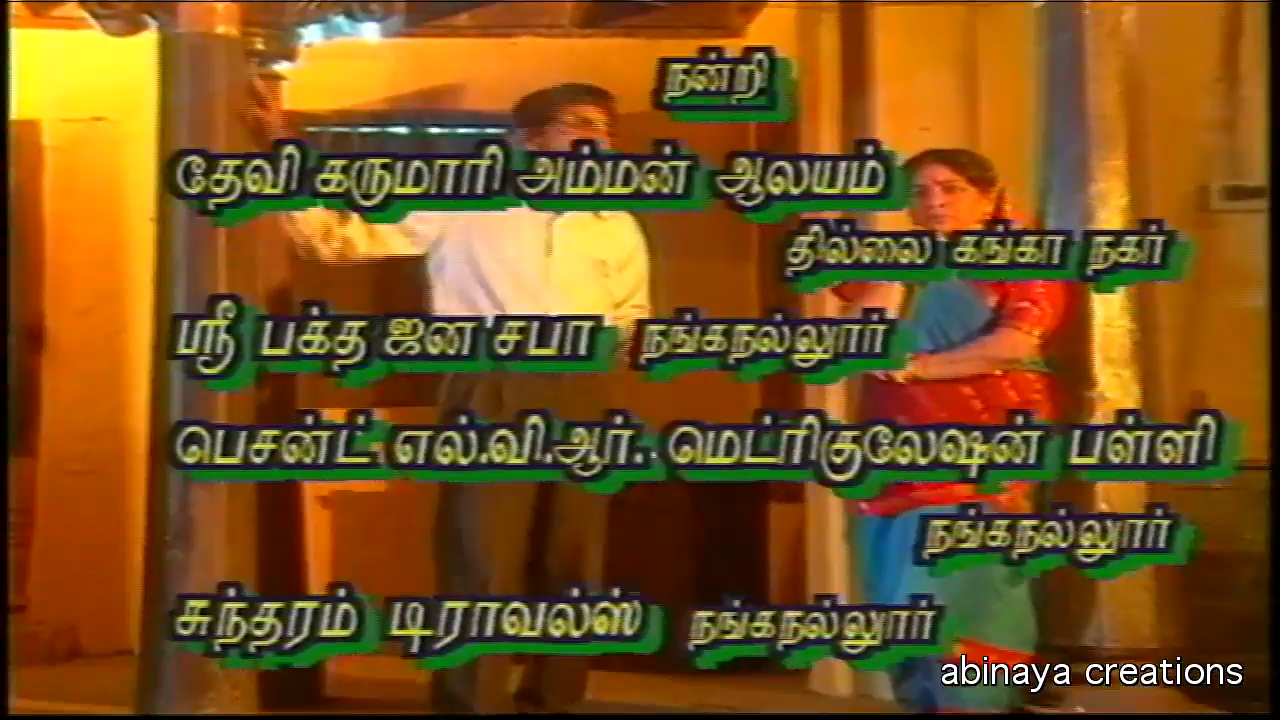 நன்றி
தேவி கருமாரி அம்மன் ஆலயம்
தில்லை கங்கா நகர்
ஸ்ரீ பக்த ஜன சபா நங்கநல்லுார்
பெசன்ட் எல்.வி.ஆர்.. மெட்ரிகுலேஷன் பள்ளி
நங்கநல்லுார்
சுந்தரம் டிராவல்ஸ் நங்கநல்லுார்
abinaya creations